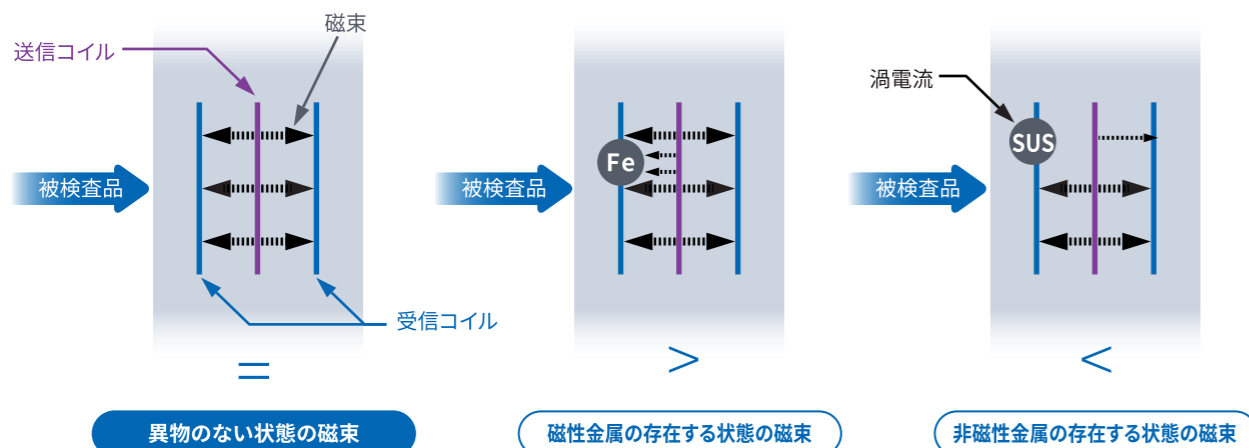 磁束
送信コイル
被検査品
受信コイル
=
異物のない状態の磁束
被検査品
Fe
>
磁性金属の存在する状態の磁束
渦電流
SUS
被検査品
<
非磁性金属の存在する状態の磁束